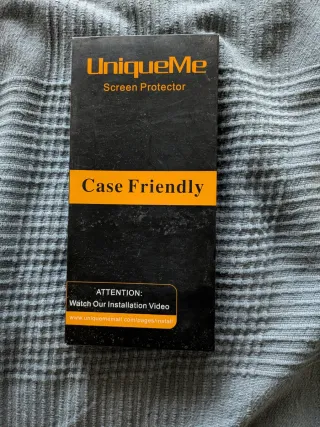 UniqueMe
Screen Protector
Case Friendly
ATTENTION:
Watch Our Installation Video